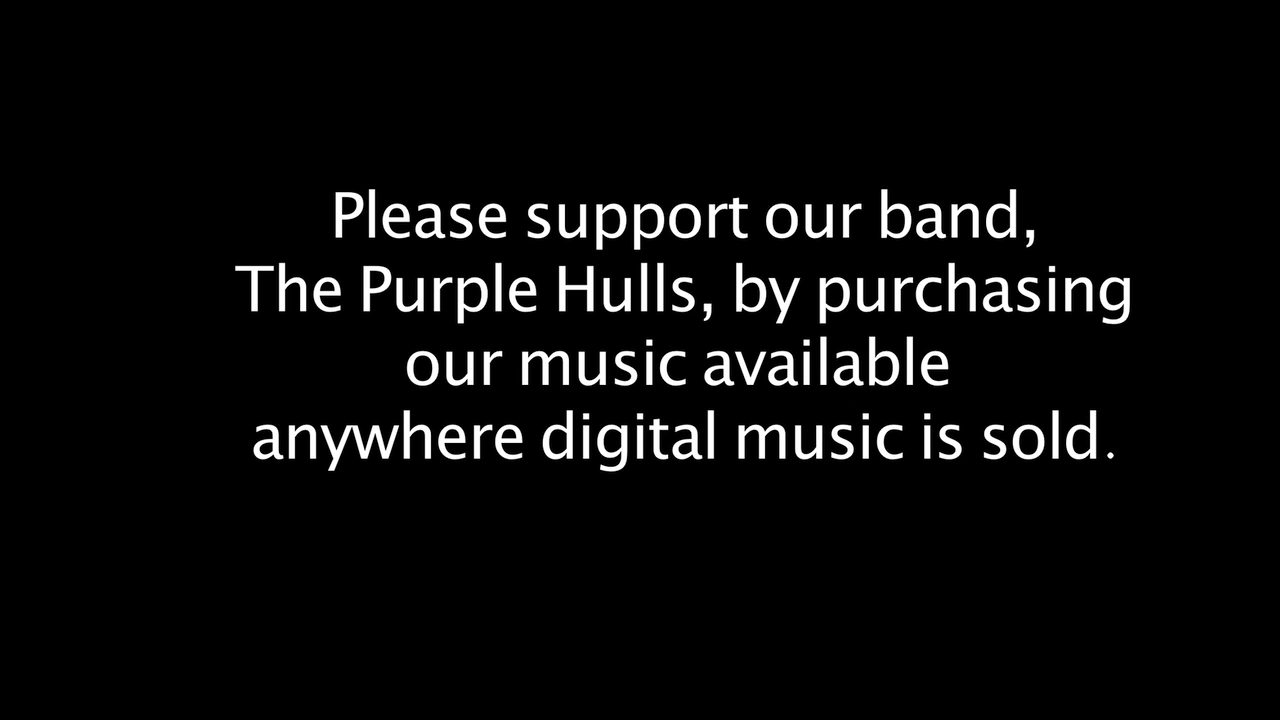 Please support our band,
The Purple Hulls, by purchasing
our music available
anywhere digital music is sold.